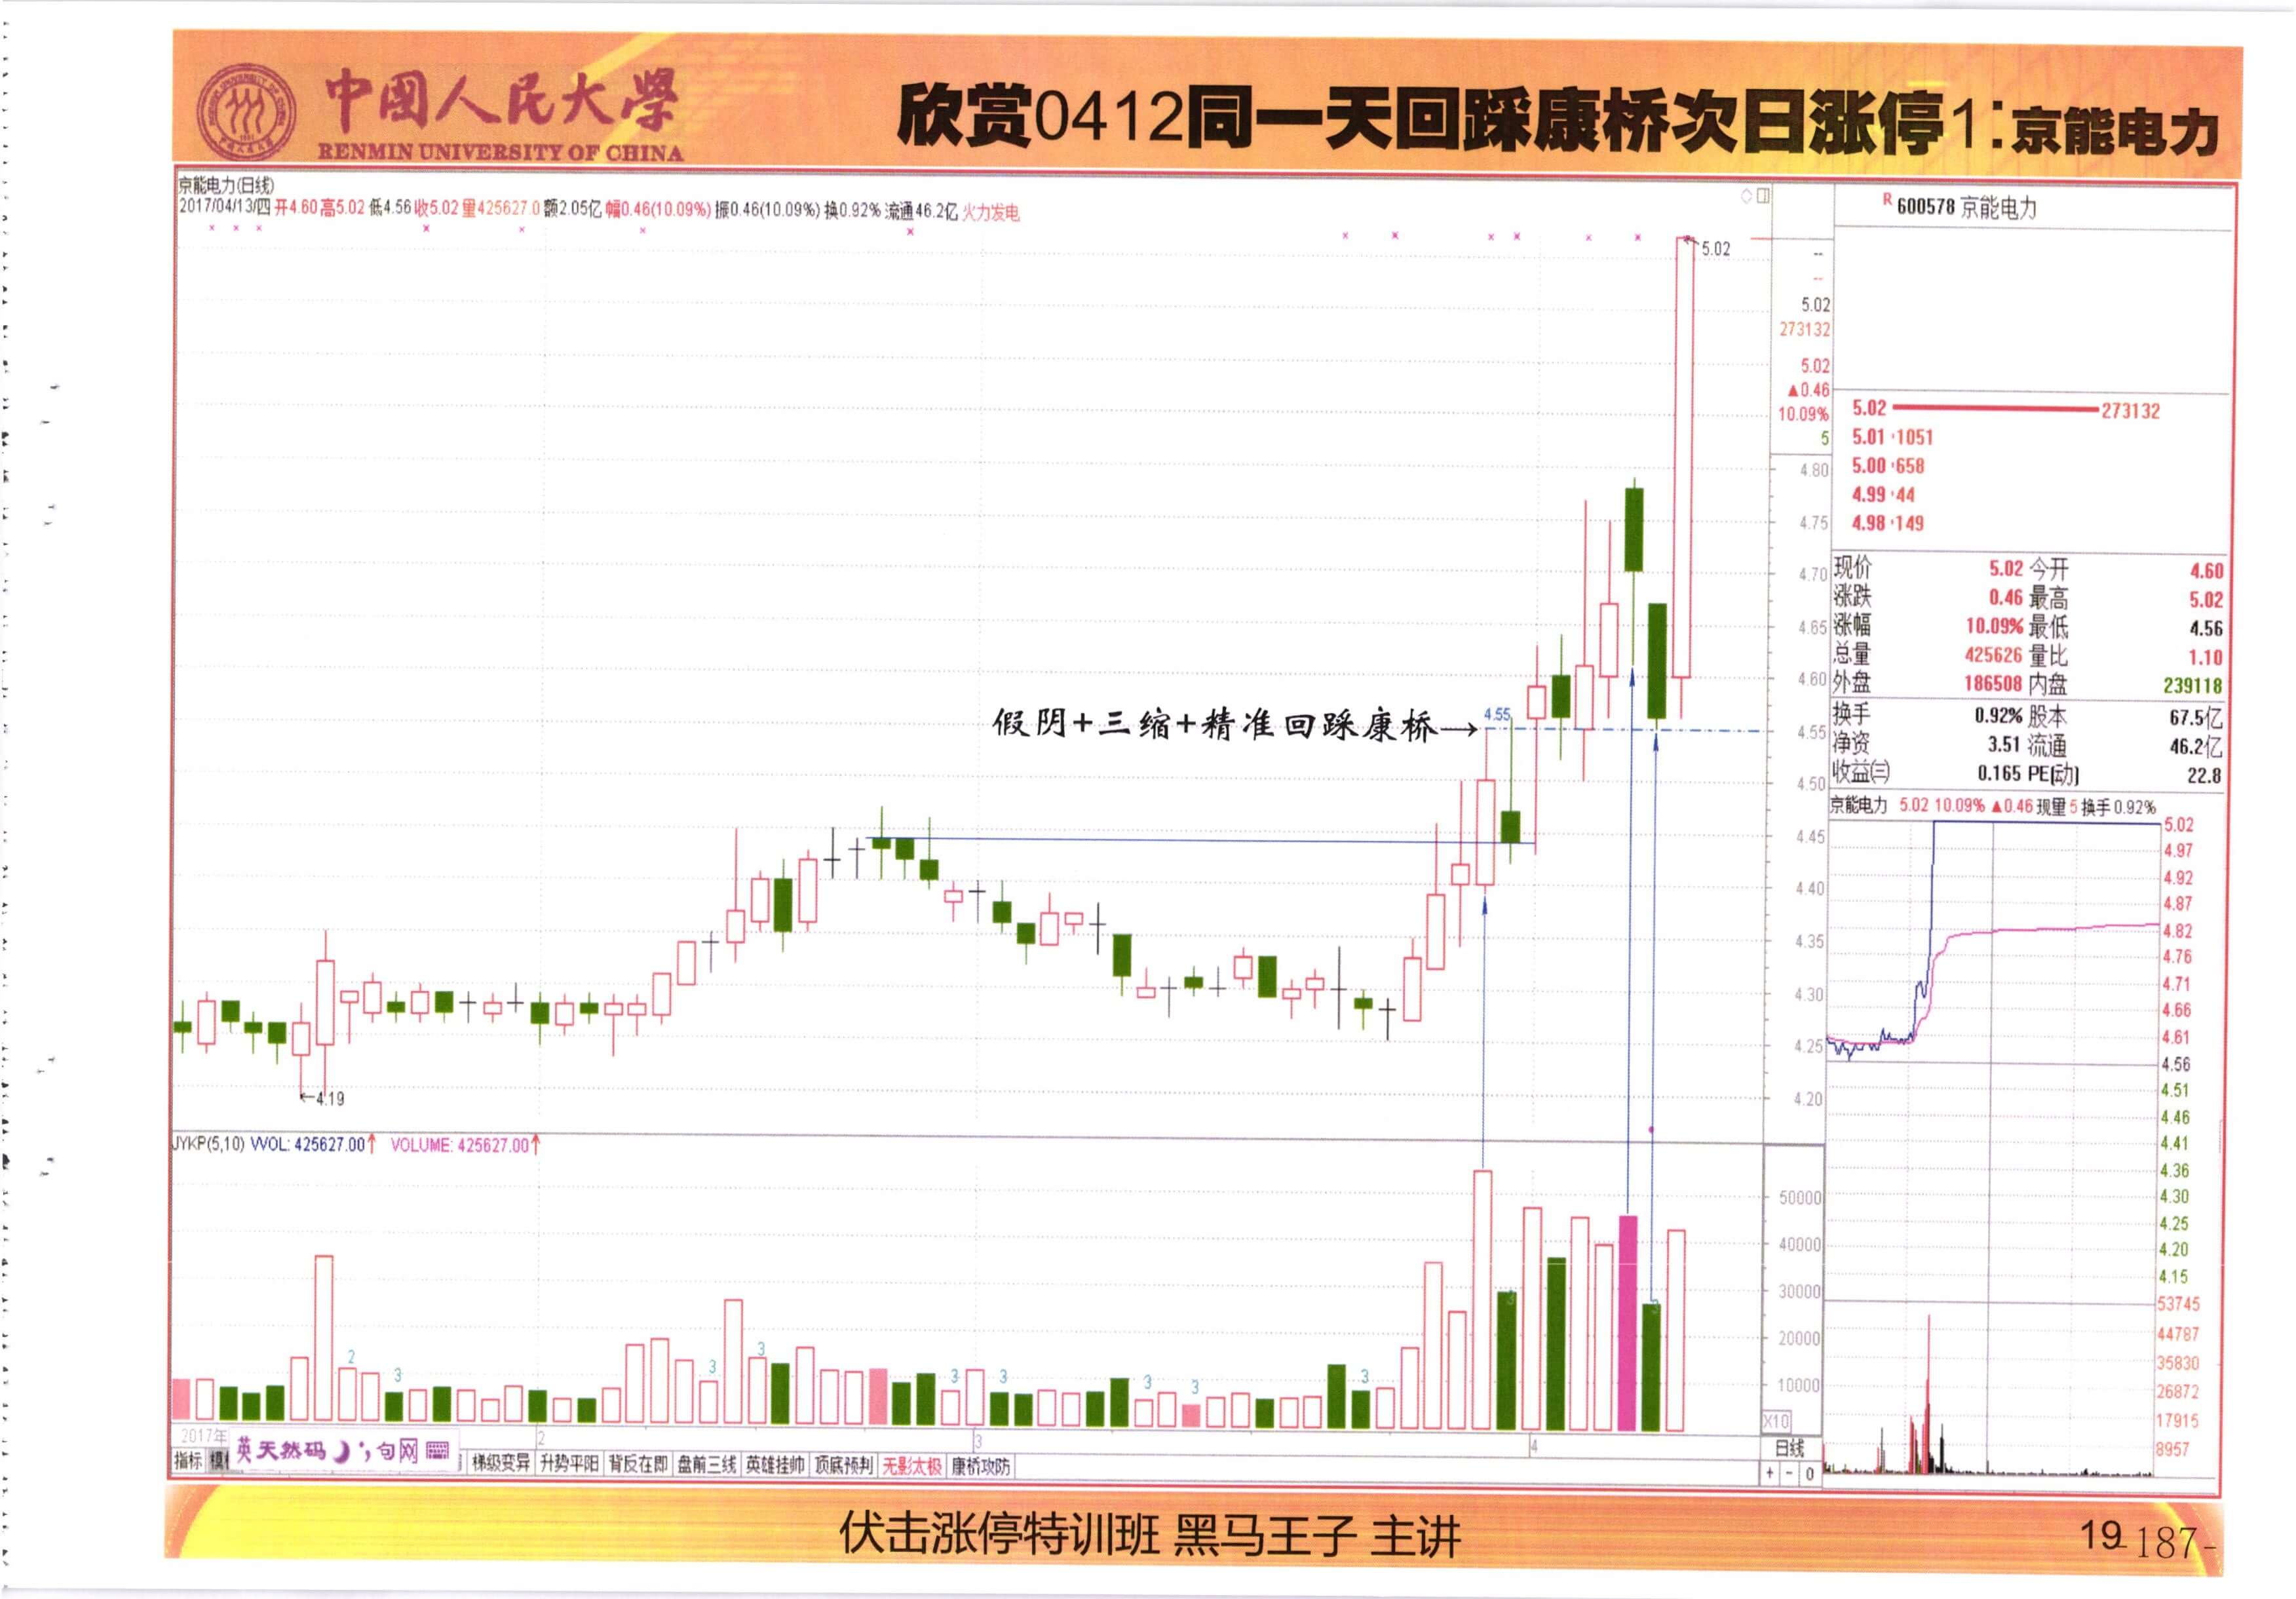 中国人民大学
RENMIN UNIVERSITY OF CHINA
欣赏0412同一天回踩康桥次日涨停1:京能电力
京能电力(日线)
2017/04/13/四 开4.60 高5.02 低4.56 收5.02 量425627.0 额2.05亿 幅0.46(10.09%) 振0.46(10.09%) 换0.92% 流通46.2亿 火力发电
R 600578 京能电力
←5.02
--
--
5.02
273132
5.02
▲0.46
10.09%
5
4.80
4.75
4.70
4.65
4.60
4.55
4.50
4.45
4.40
4.35
4.30
4.25
4.20
假阴+三缩+精准回踩康桥→
4.55
←4.19
5.02 273132
5.01 1051
5.00 658
4.99 44
4.98 149
现价 5.02 今开 4.60
涨跌 0.46 最高 5.02
涨幅 10.09% 最低 4.56
总量 425626 量比 1.10
外盘 186508 内盘 239118
换手 0.92% 股本 67.5亿
净资 3.51 流通 46.2亿
收益(三) 0.165 PE(动) 22.8
京能电力 5.02 10.09% ▲0.46 现量5 换手0.92%
5.02
4.97
4.92
4.87
4.82
4.76
4.71
4.66
4.61
4.56
4.51
4.46
4.41
4.36
4.30
4.25
4.20
4.15
53745
44787
35830
26872
17915
8957
JYKP(5,10) VVOL: 425627.00↑ VOLUME: 425627.00↑
50000
40000
30000
20000
10000
X10
2 3 3 3 3 3 3 3 3 3 3
2017年 2 3 4
日线
英天然码 句网
指标 梯级变异 升势平阳 背反在即 盘前三线 英雄挂帅 顶底预判 无影太极 康桥攻防
+ - 0
伏击涨停特训班 黑马王子 主讲
19 187-